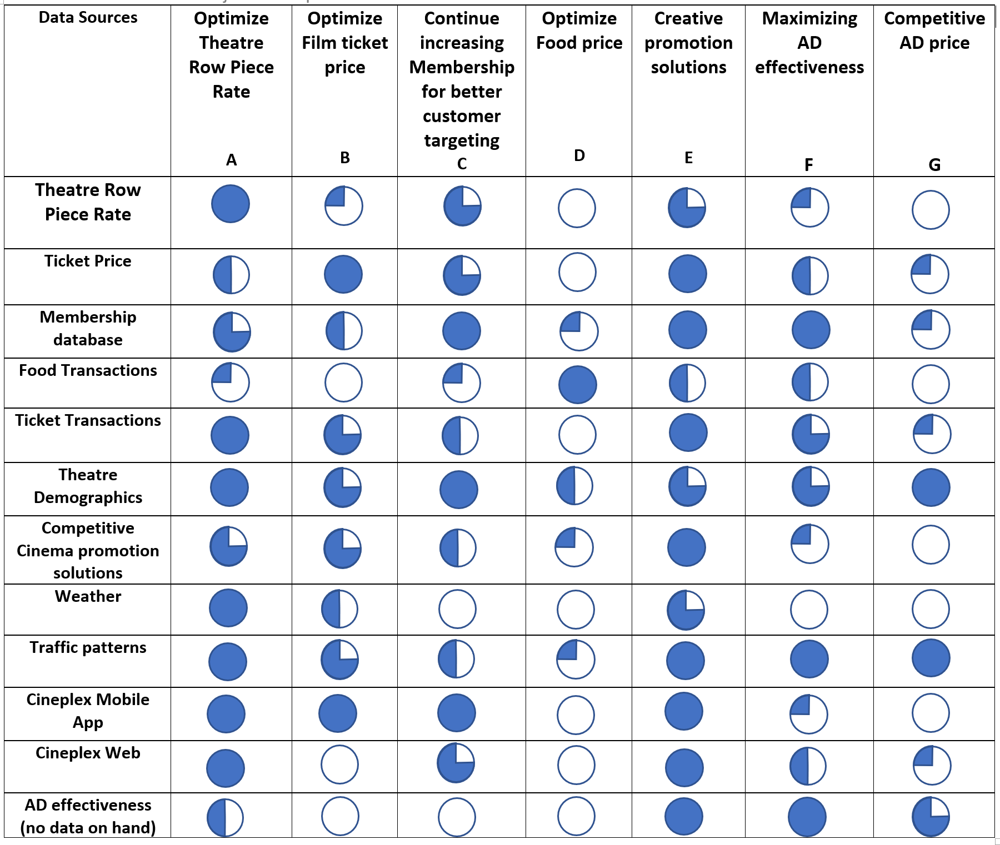 Data Sources
Optimize
Theatre
Row Piece
Rate
A
Optimize
Film ticket
price
B
Continue
increasing
Membership
for better
customer
targeting
C
Optimize
Food price
D
Creative
promotion
solutions
E
Maximizing
AD
effectiveness
F
Competitive
AD price
G
Theatre Row
Piece Rate
Ticket Price
Membership
database
Food Transactions
Ticket Transactions
Theatre
Demographics
Competitive
Cinema promotion
solutions
Weather
Traffic patterns
Cineplex Mobile
App
Cineplex Web
AD effectiveness
(no data on hand)